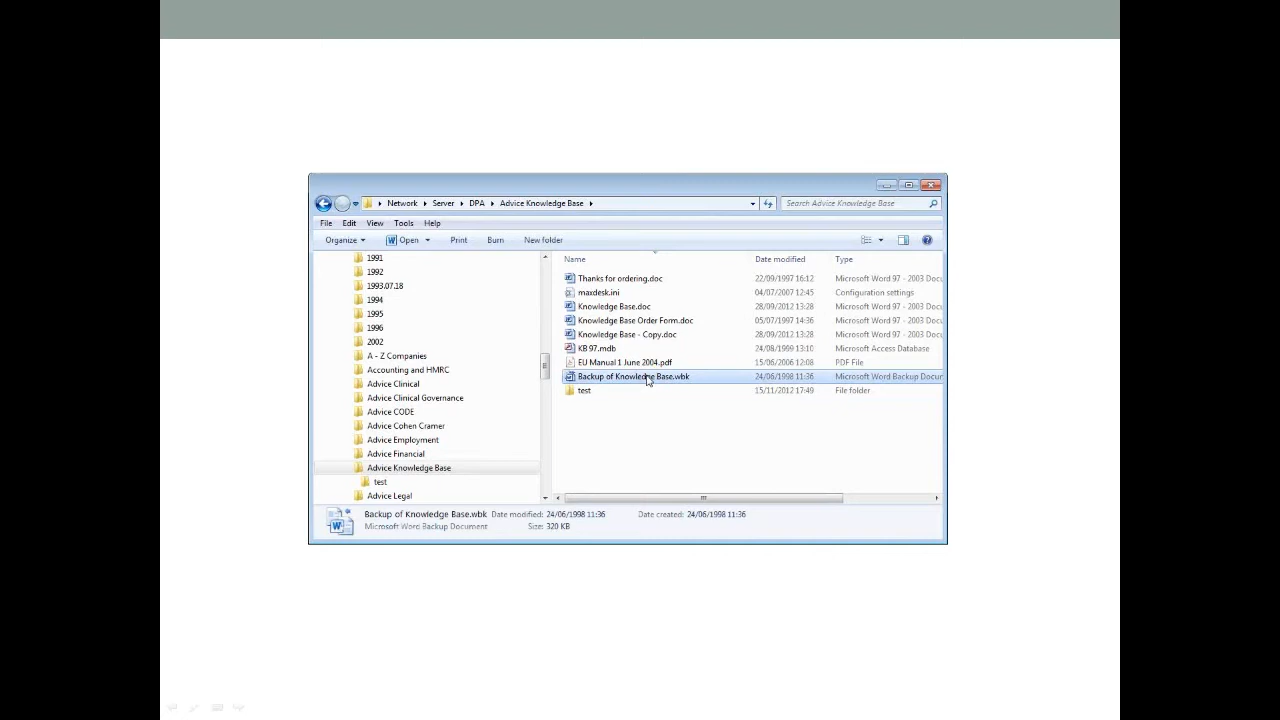 Network Server DPA Advice Knowledge Base
Search Advice Knowledge Base
File Edit View Tools Help
Organize Open Print Burn New folder
1991
1992
1993.07.18
1994
1995
1996
2002
A - Z Companies
Accounting and HMRC
Advice Clinical
Advice Clinical Governance
Advice CODE
Advice Cohen Cramer
Advice Employment
Advice Financial
Advice Knowledge Base
test
Advice Legal
Name Date modified Type
Thanks for ordering.doc 22/09/1997 16:12 Microsoft Word 97 - 2003 Docu
maxdesk.ini 04/07/2007 12:45 Configuration settings
Knowledge Base.doc 28/09/2012 13:28 Microsoft Word 97 - 2003 Docu
Knowledge Base Order Form.doc 05/07/1997 14:36 Microsoft Word 97 - 2003 Docu
Knowledge Base - Copy.doc 28/09/2012 13:28 Microsoft Word 97 - 2003 Docu
KB 97.mdb 24/08/1999 13:10 Microsoft Access Database
EU Manual 1 June 2004.pdf 15/06/2006 12:08 PDF File
Backup of Knowledge Base.wbk 24/06/1998 11:36 Microsoft Word Backup Docum
test 15/11/2012 17:49 File folder
Backup of Knowledge Base.wbk Date modified: 24/06/1998 11:36 Date created: 24/06/1998 11:36
Microsoft Word Backup Document Size: 320 KB